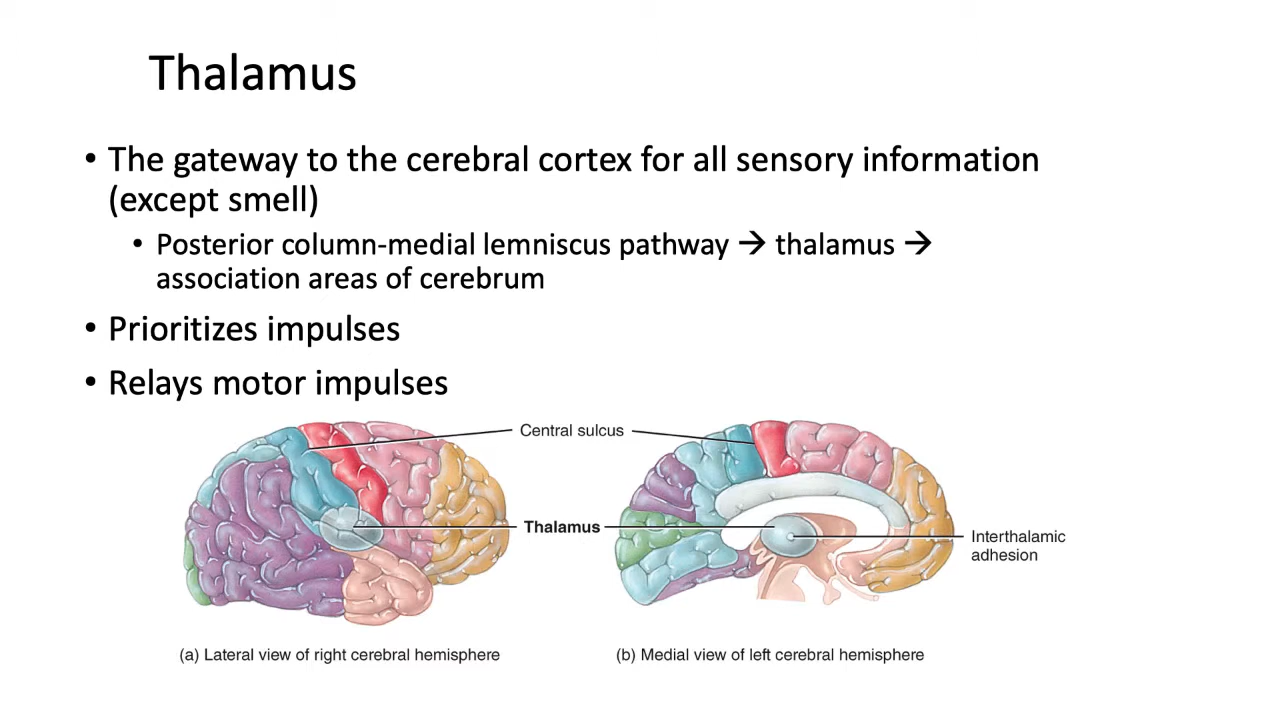 Thalamus
• The gateway to the cerebral cortex for all sensory information
(except smell)
• Posterior column-medial lemniscus pathway → thalamus →
association areas of cerebrum
• Prioritizes impulses
• Relays motor impulses
Central sulcus
Thalamus
Interthalamic
adhesion
(a) Lateral view of right cerebral hemisphere
(b) Medial view of left cerebral hemisphere